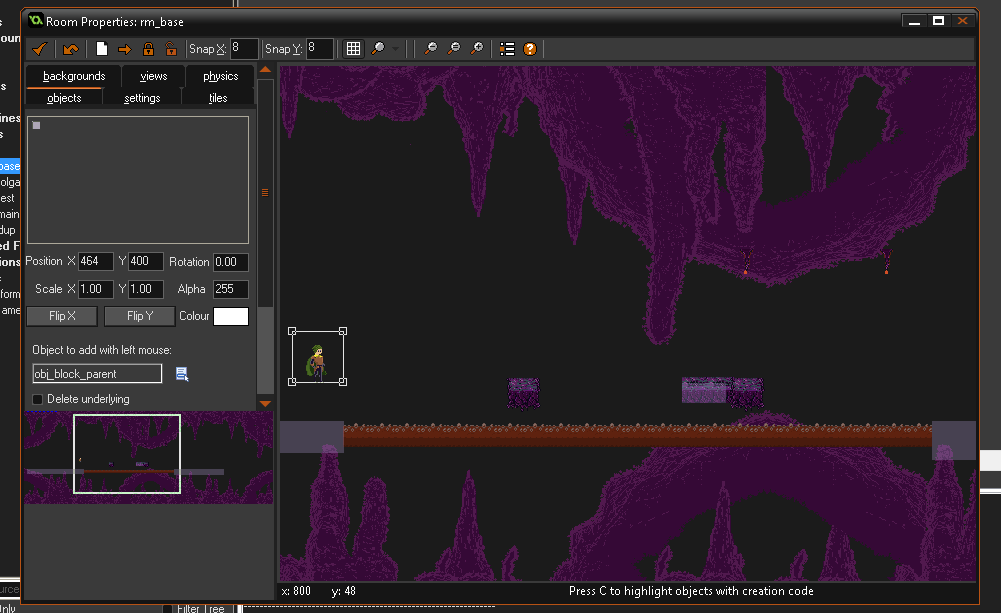 Room Properties: rm_base
Snap X: 8 Snap Y: 8
backgrounds views physics
objects settings tiles
Position X 464 Y 400 Rotation 0.00
Scale X 1.00 Y 1.00 Alpha 255
Flip X Flip Y Colour
Object to add with left mouse:
obj_block_parent
Delete underlying
x: 800 y: 48 Press C to highlight objects with creation code
Filter Tree